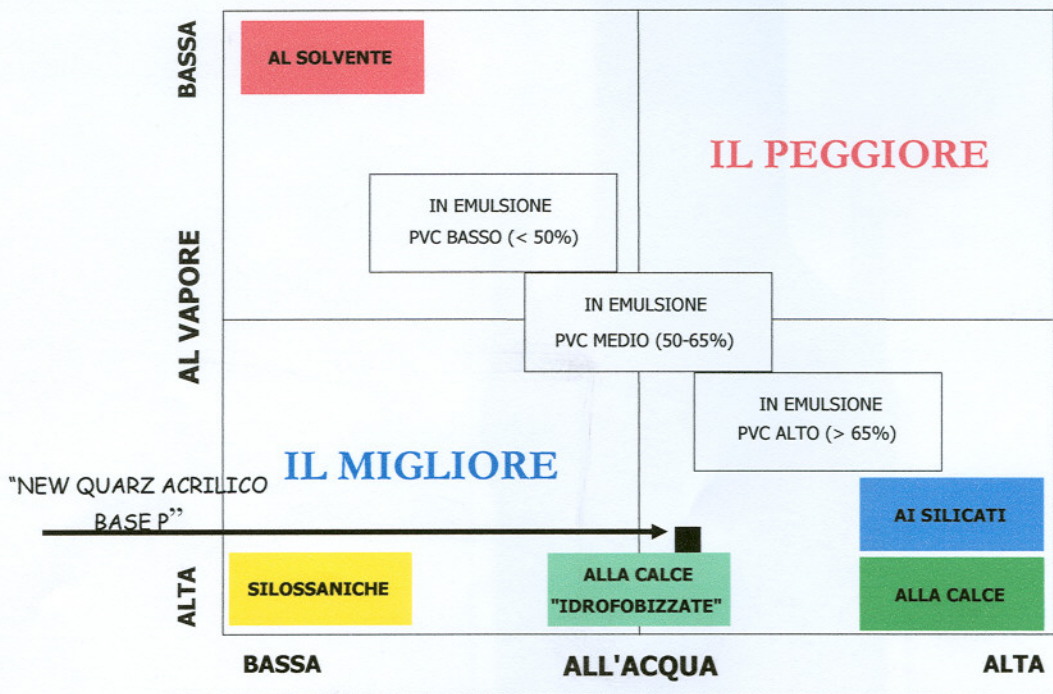 BASSA
AL SOLVENTE
IL PEGGIORE
IN EMULSIONE
PVC BASSO (< 50%)
AL VAPORE
IN EMULSIONE
PVC MEDIO (50-65%)
IN EMULSIONE
PVC ALTO (> 65%)
IL MIGLIORE
"NEW QUARZ ACRILICO
BASE P”
AI SILICATI
ALTA
SILOSSANICHE
ALLA CALCE
"IDROFOBIZZATE"
ALLA CALCE
BASSA
ALL'ACQUA
ALTA